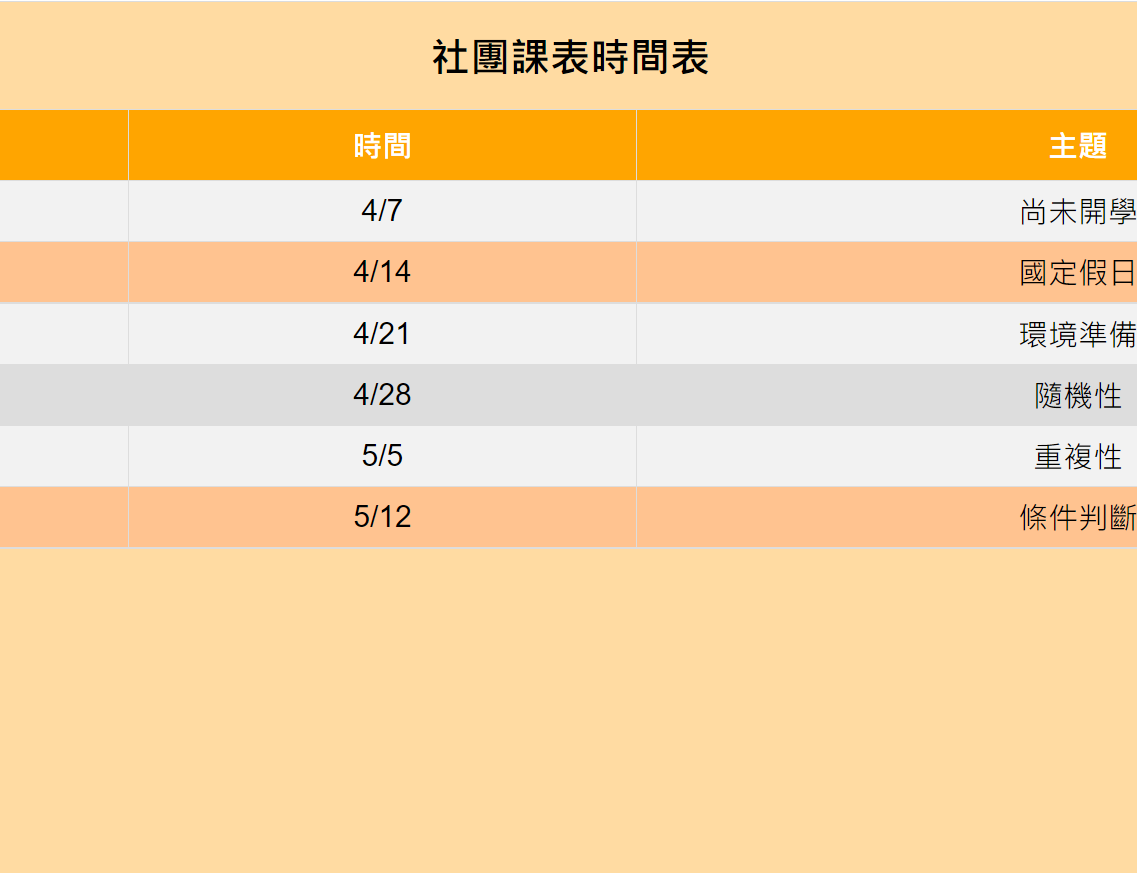 社團課表時間表
時間 主題
4/7 尚未開學
4/14 國定假日
4/21 環境準備
4/28 隨機性
5/5 重複性
5/12 條件判斷